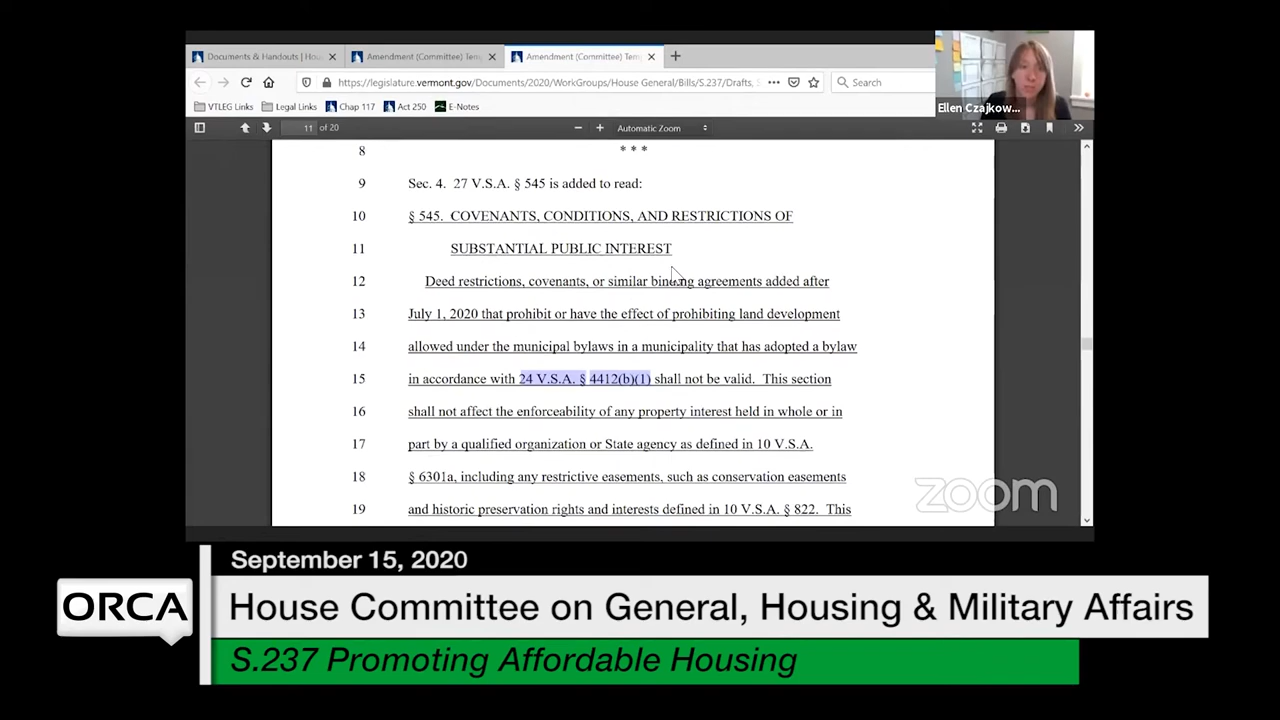 Documents & Handouts | Hou
Amendment (Committee) Temp
Amendment (Committee) Temp
https://legislature.vermont.gov/Documents/2020/WorkGroups/House General/Bills/S.237/Drafts, S
Search
VTLEG Links
Legal Links
Chap 117
Act 250
E-Notes
Ellen Czajkow...
11 of 20
Automatic Zoom
8 * * *
9 Sec. 4. 27 V.S.A. § 545 is added to read:
10 § 545. COVENANTS, CONDITIONS, AND RESTRICTIONS OF
11 SUBSTANTIAL PUBLIC INTEREST
12 Deed restrictions, covenants, or similar binding agreements added after
13 July 1, 2020 that prohibit or have the effect of prohibiting land development
14 allowed under the municipal bylaws in a municipality that has adopted a bylaw
15 in accordance with 24 V.S.A. § 4412(b)(1) shall not be valid. This section
16 shall not affect the enforceability of any property interest held in whole or in
17 part by a qualified organization or State agency as defined in 10 V.S.A.
18 § 6301a, including any restrictive easements, such as conservation easements
19 and historic preservation rights and interests defined in 10 V.S.A. § 822. This
zoom
September 15, 2020
ORCA
House Committee on General, Housing & Military Affairs
S.237 Promoting Affordable Housing